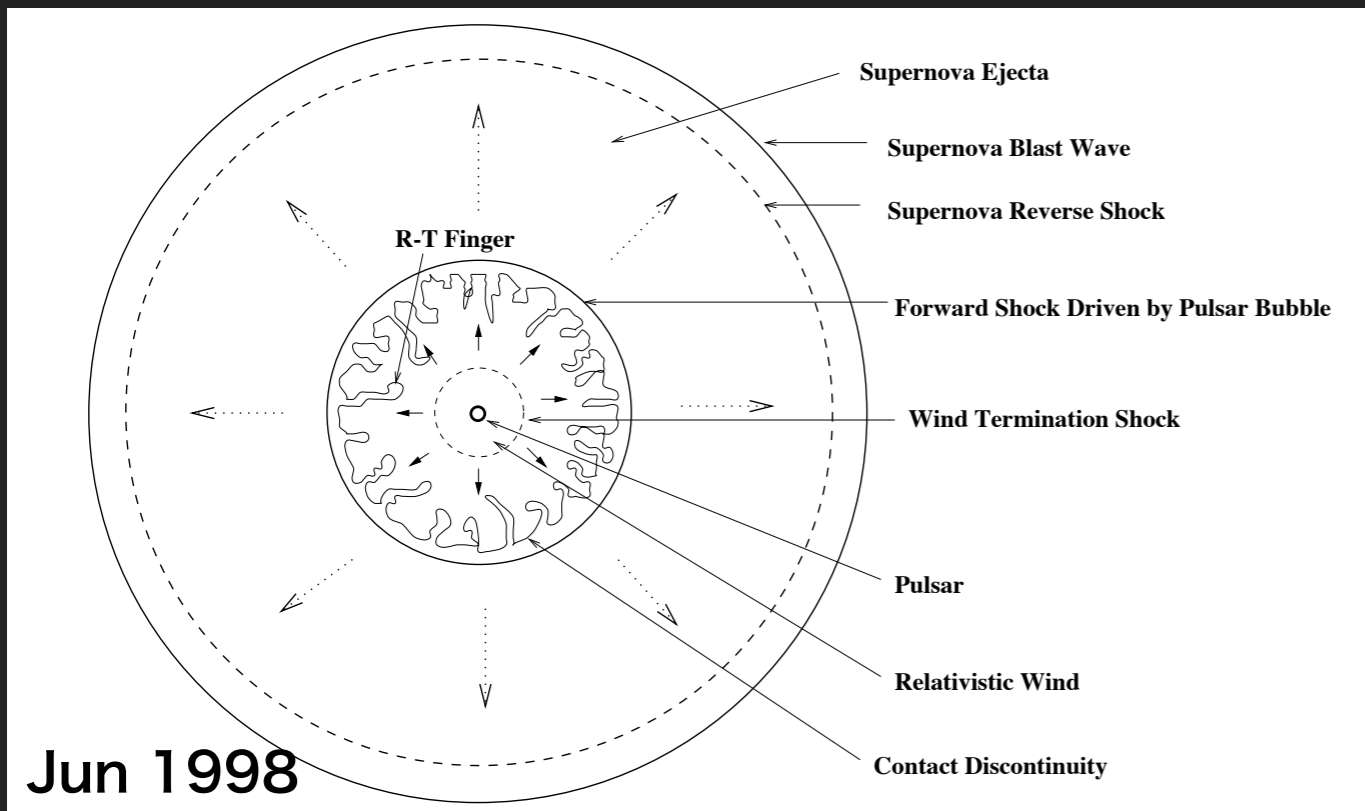 Supernova Ejecta
Supernova Blast Wave
Supernova Reverse Shock
R-T Finger
Forward Shock Driven by Pulsar Bubble
Wind Termination Shock
Pulsar
Relativistic Wind
Contact Discontinuity
Jun 1998